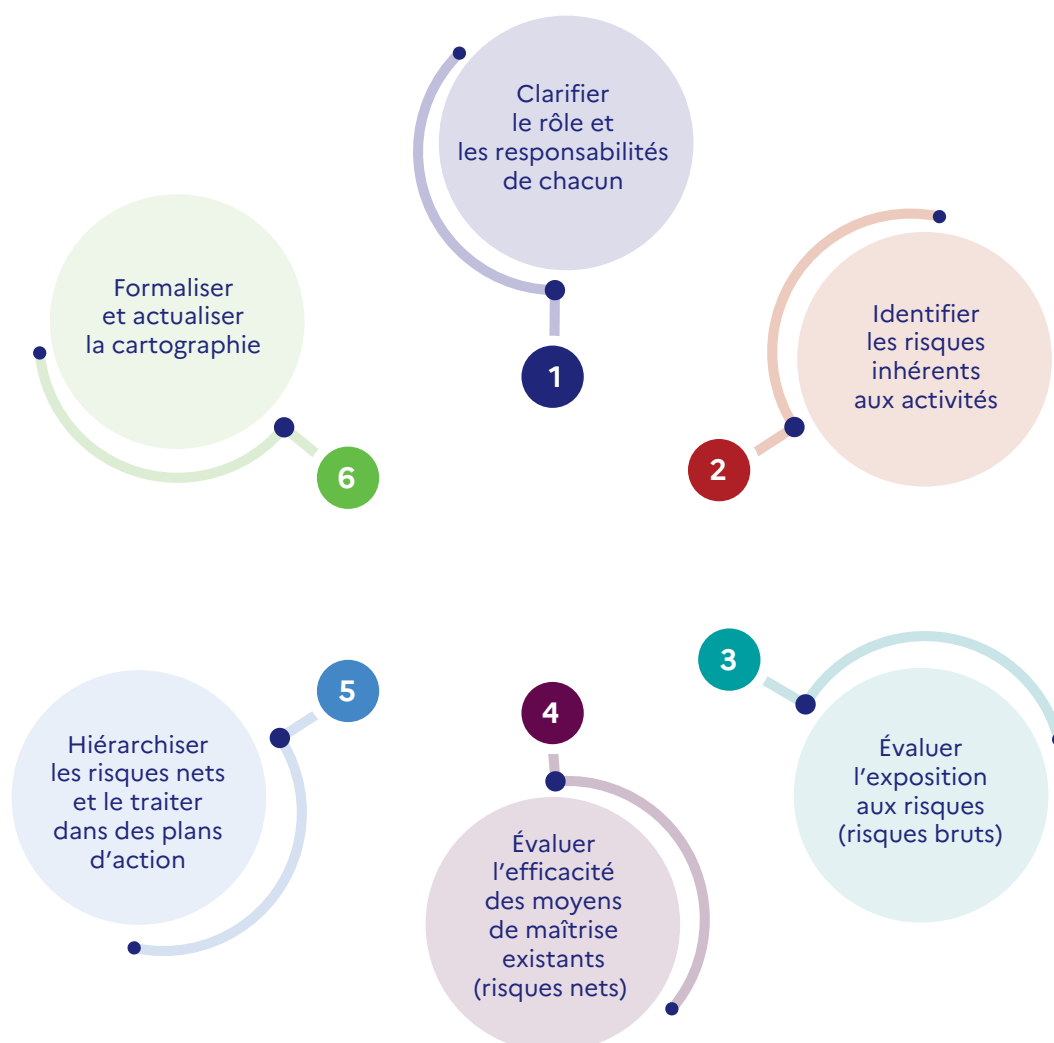 Clarifier
le rôle et
les responsabilités
de chacun
1
Identifier
les risques
inhérents
aux activités
2
3
Évaluer
l'exposition
aux risques
(risques bruts)
4
Évaluer
l'efficacité
des moyens
de maîtrise
existants
(risques nets)
5
Hiérarchiser
les risques nets
et le traiter
dans des plans
d'action
Formaliser
et actualiser
la cartographie
6